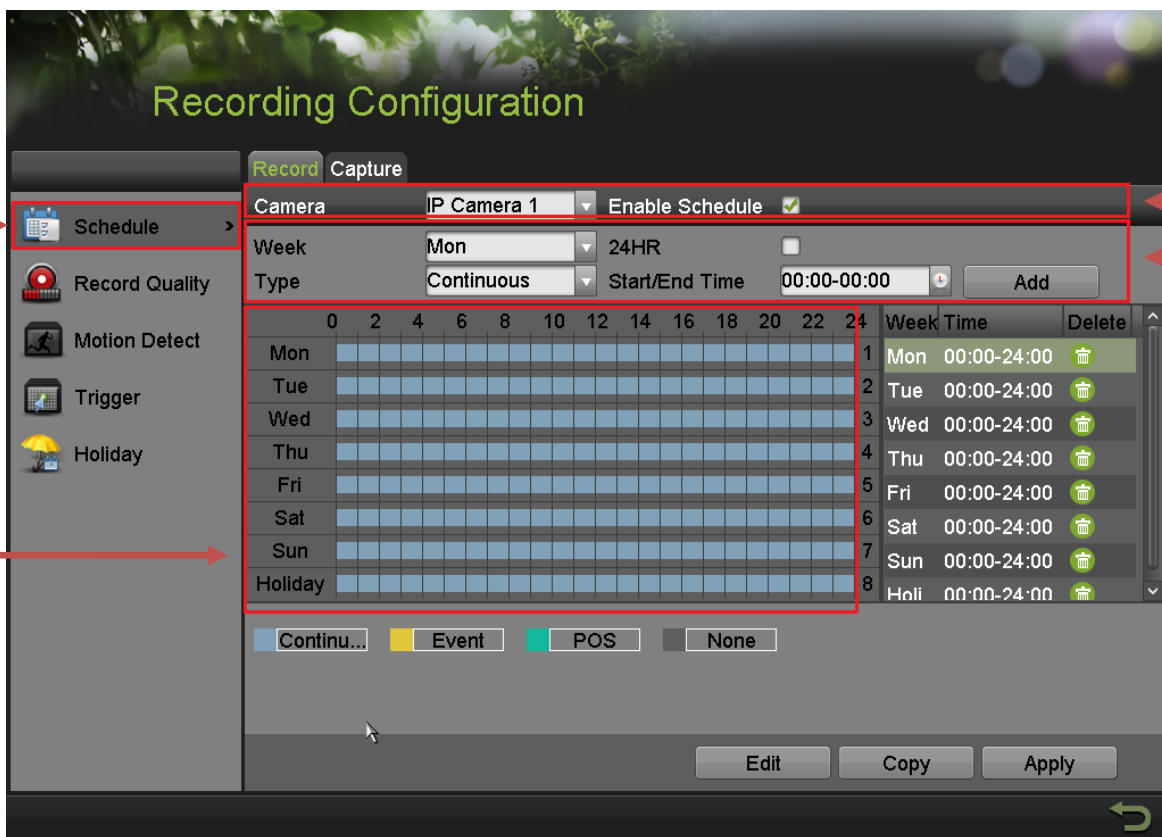 Recording Configuration
Record Capture
Camera IP Camera 1 Enable Schedule
Schedule >
Week Mon 24HR
Type Continuous Start/End Time 00:00-00:00 Add
Record Quality
Motion Detect
Trigger
Holiday
0 2 4 6 8 10 12 14 16 18 20 22 24
Mon 1
Tue 2
Wed 3
Thu 4
Fri 5
Sat 6
Sun 7
Holiday 8
Week Time Delete
Mon 00:00-24:00
Tue 00:00-24:00
Wed 00:00-24:00
Thu 00:00-24:00
Fri 00:00-24:00
Sat 00:00-24:00
Sun 00:00-24:00
Holi 00:00-24:00
Continu... Event POS None
Edit Copy Apply